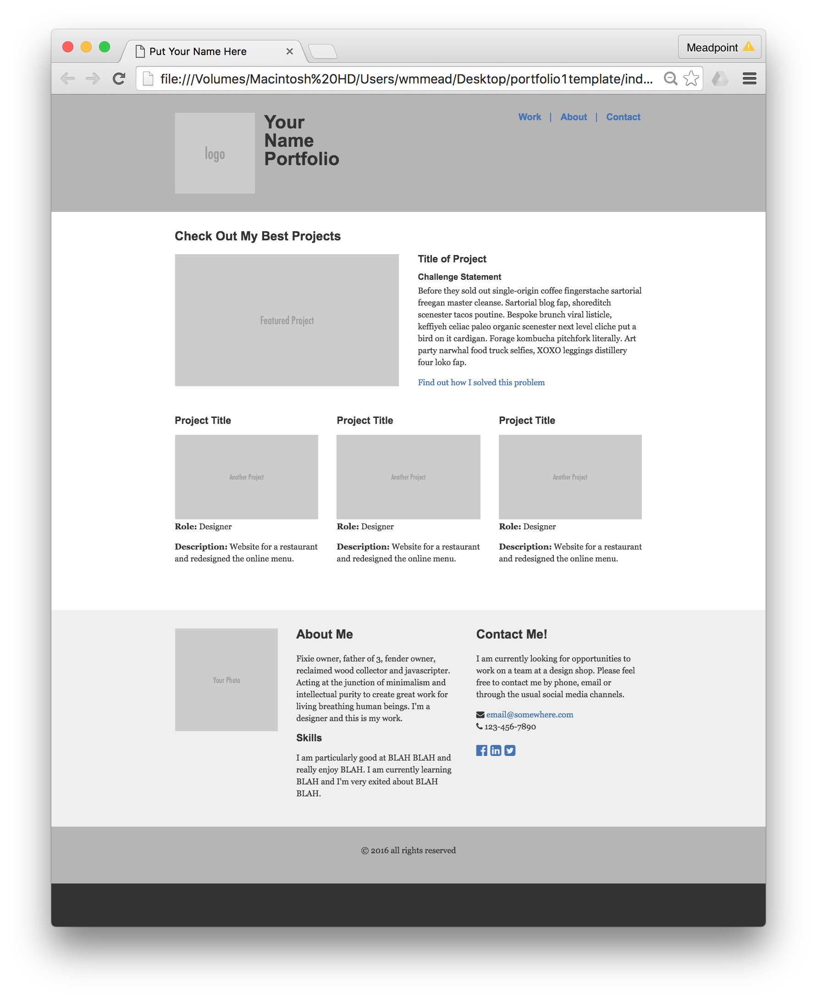 Put Your Name Here
Meadpoint
file:///Volumes/Macintosh%20HD/Users/wmmead/Desktop/portfolio1template/ind...
logo
Your
Name
Portfolio
Work | About | Contact
Check Out My Best Projects
Featured Project
Title of Project
Challenge Statement
Before they sold out single-origin coffee fingerstache sartorial
freegan master cleanse. Sartorial blog fap, shoreditch
scenester tacos poutine. Bespoke brunch viral listicle,
keffiyeh celiac paleo organic scenester next level cliche put a
bird on it cardigan. Forage kombucha pitchfork literally. Art
party narwhal food truck selfies, XOXO leggings distillery
four loko fap.
Find out how I solved this problem
Project Title
Another Project
Role: Designer
Description: Website for a restaurant
and redesigned the online menu.
Project Title
Another Project
Role: Designer
Description: Website for a restaurant
and redesigned the online menu.
Project Title
Another Project
Role: Designer
Description: Website for a restaurant
and redesigned the online menu.
Your Photo
About Me
Fixie owner, father of 3, fender owner,
reclaimed wood collector and javascripter.
Acting at the junction of minimalism and
intellectual purity to create great work for
living breathing human beings. I'm a
designer and this is my work.
Skills
I am particularly good at BLAH BLAH and
really enjoy BLAH. I am currently learning
BLAH and I'm very exited about BLAH
BLAH.
Contact Me!
I am currently looking for opportunities to
work on a team at a design shop. Please feel
free to contact me by phone, email or
through the usual social media channels.
email@somewhere.com
123-456-7890
© 2016 all rights reserved